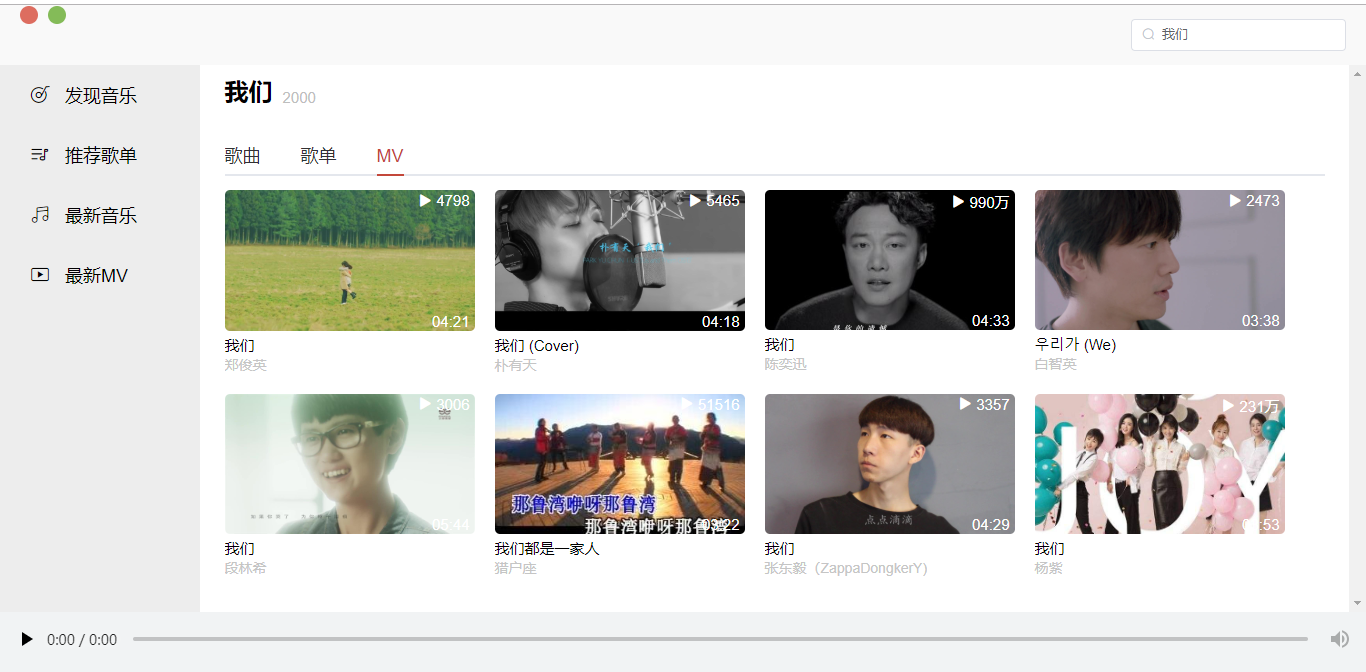 我们
发现音乐
推荐歌单
最新音乐
最新MV
我们 2000
歌曲 歌单 MV
4798
04:21
我们
郑俊英
5465
朴有天
04:18
我们 (Cover)
朴有天
990万
04:33
我们
陈奕迅
2473
03:38
우리가 (We)
白智英
3006
05:44
我们
段林希
51516
那鲁湾咿呀那鲁湾
那鲁湾咿呀那鲁湾
我们都是一家人
猎户座
3357
点点滴滴
04:29
我们
张东毅（ZappaDongkerY）
231万
JOY
:53
我们
杨紫
0:00 / 0:00